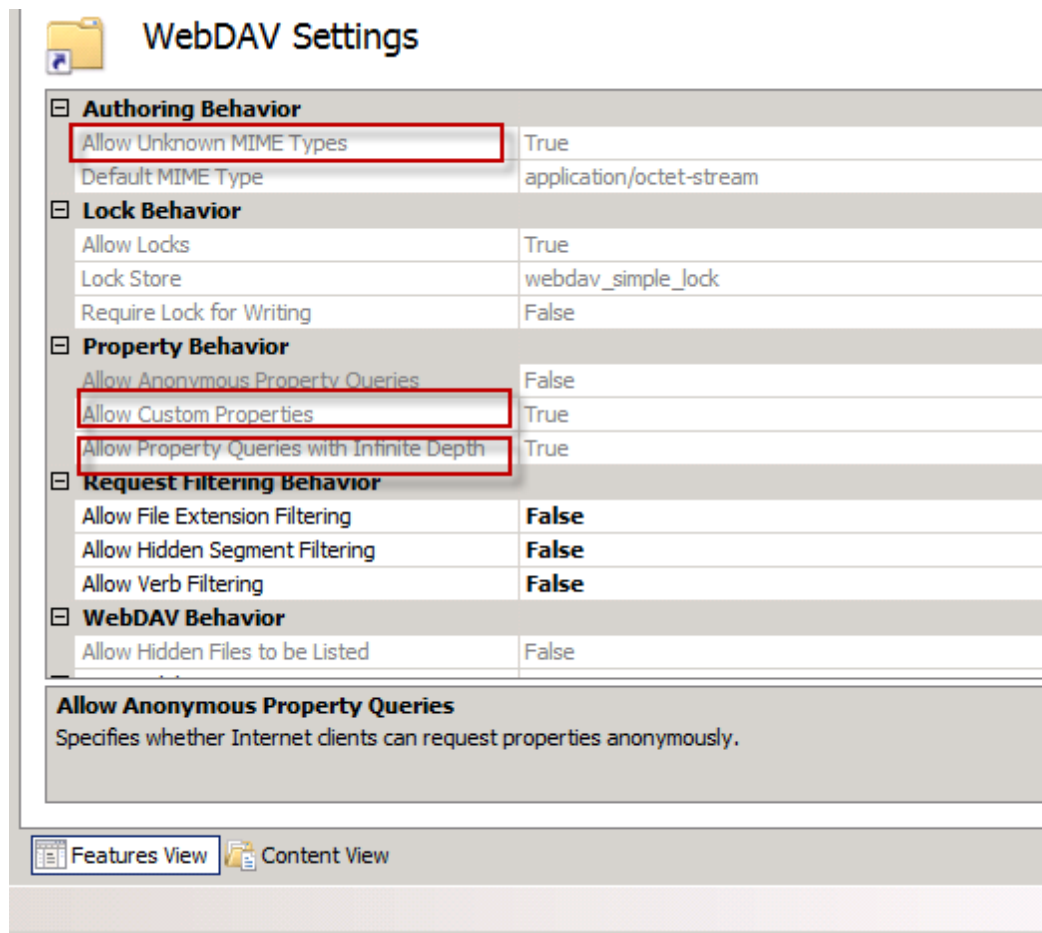 WebDAV Settings
Authoring Behavior
Allow Unknown MIME Types True
Default MIME Type application/octet-stream
Lock Behavior
Allow Locks True
Lock Store webdav_simple_lock
Require Lock for Writing False
Property Behavior
Allow Anonymous Property Queries False
Allow Custom Properties True
Allow Property Queries with Infinite Depth True
Request Filtering Behavior
Allow File Extension Filtering False
Allow Hidden Segment Filtering False
Allow Verb Filtering False
WebDAV Behavior
Allow Hidden Files to be Listed False
Allow Anonymous Property Queries
Specifies whether Internet clients can request properties anonymously.
Features View Content View